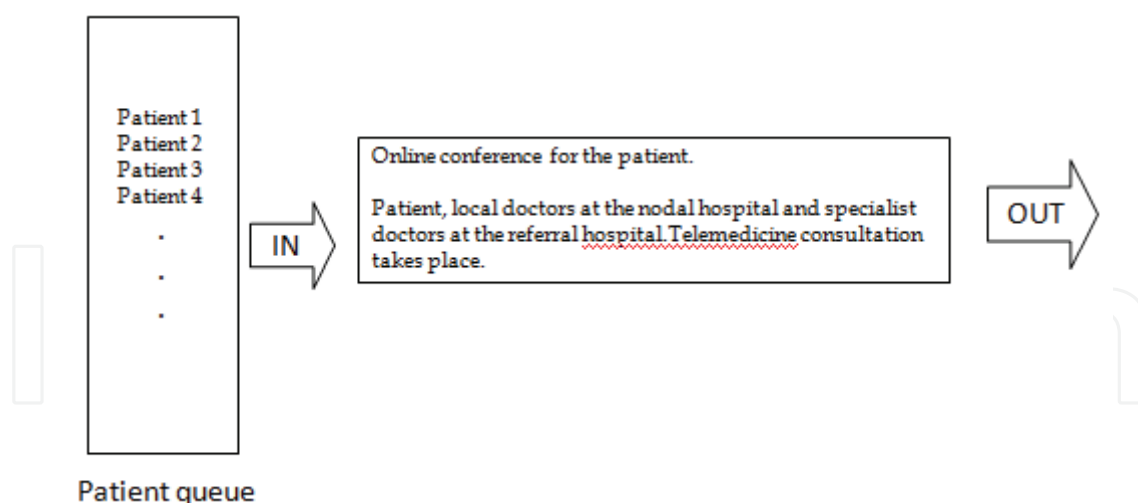 Patient 1
Patient 2
Patient 3
Patient 4
.
.
.
Patient queue
IN
Online conference for the patient.
Patient, local doctors at the nodal hospital and specialist
doctors at the referral hospital.Telemedicine consultation
takes place.
OUT